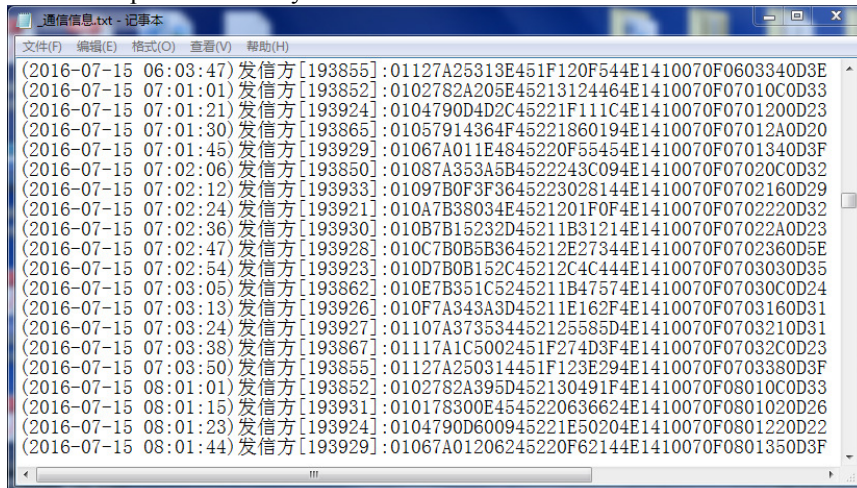 _通信信息.txt - 记事本
文件(F) 编辑(E) 格式(O) 查看(V) 帮助(H)
(2016-07-15 06:03:47)发信方[193855]:01127A25313E451F120F544E1410070F0603340D3E
(2016-07-15 07:01:01)发信方[193852]:0102782A205E45213124464E1410070F07010C0D33
(2016-07-15 07:01:21)发信方[193924]:0104790D4D2C45221F111C4E1410070F0701200D23
(2016-07-15 07:01:30)发信方[193865]:01057914364F45221860194E1410070F07012A0D20
(2016-07-15 07:01:45)发信方[193929]:01067A011E4845220F55454E1410070F0701340D3F
(2016-07-15 07:02:06)发信方[193850]:01087A353A5B4522243C094E1410070F07020C0D32
(2016-07-15 07:02:12)发信方[193933]:01097B0F3F3645223028144E1410070F0702160D29
(2016-07-15 07:02:24)发信方[193921]:010A7B38034E4521201F0F4E1410070F0702220D32
(2016-07-15 07:02:36)发信方[193930]:010B7B15232D45211B31214E1410070F07022A0D23
(2016-07-15 07:02:47)发信方[193928]:010C7B0B5B3645212E27344E1410070F0702360D5E
(2016-07-15 07:02:54)发信方[193923]:010D7B0B152C45212C4C444E1410070F0703030D35
(2016-07-15 07:03:05)发信方[193862]:010E7B351C5245211B47574E1410070F07030C0D24
(2016-07-15 07:03:13)发信方[193926]:010F7A343A3D45211E162F4E1410070F0703160D31
(2016-07-15 07:03:24)发信方[193927]:01107A373534452125585D4E1410070F0703210D31
(2016-07-15 07:03:38)发信方[193867]:01117A1C5002451F274D3F4E1410070F07032C0D23
(2016-07-15 07:03:50)发信方[193855]:01127A250314451F123E294E1410070F0703380D3F
(2016-07-15 08:01:01)发信方[193852]:0102782A395D452130491F4E1410070F08010C0D33
(2016-07-15 08:01:15)发信方[193931]:010178300E4545220636624E1410070F0801020D26
(2016-07-15 08:01:23)发信方[193924]:0104790D600945221E50204E1410070F0801220D22
(2016-07-15 08:01:44)发信方[193929]:01067A01206245220F62144E1410070F0801350D3F